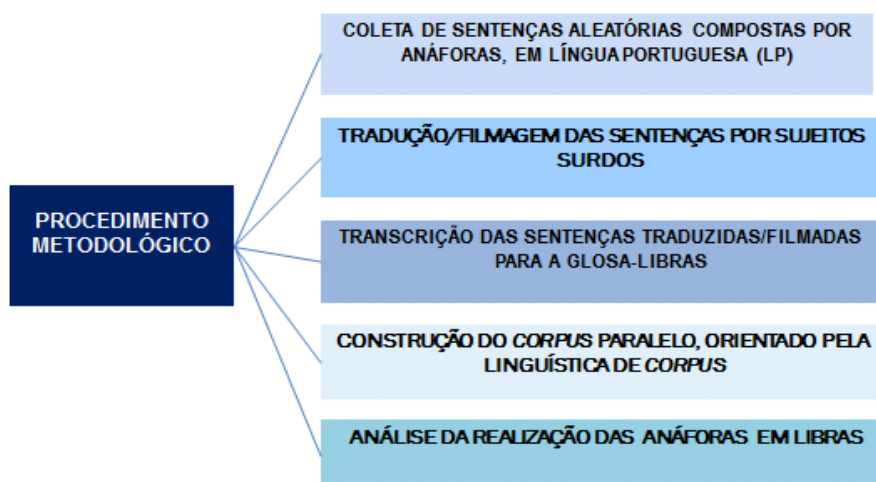 COLETA DE SENTENÇAS ALEATÓRIAS COMPOSTAS POR
ANÁFORAS, EM LÍNGUA PORTUGUESA (LP)
TRADUÇÃO/FILMAGEM DAS SENTENÇAS POR SUJEITOS
SURDOS
PROCEDIMENTO
METODOLÓGICO
TRANSCRIÇÃO DAS SENTENÇAS TRADUZIDAS/FILMADAS
PARA A GLOSA-LIBRAS
CONSTRUÇÃO DO CORPUS PARALELO, ORIENTADO PELA
LINGUÍSTICA DE CORPUS
ANÁLISE DA REALIZAÇÃO DAS ANÁFORAS EM LIBRAS